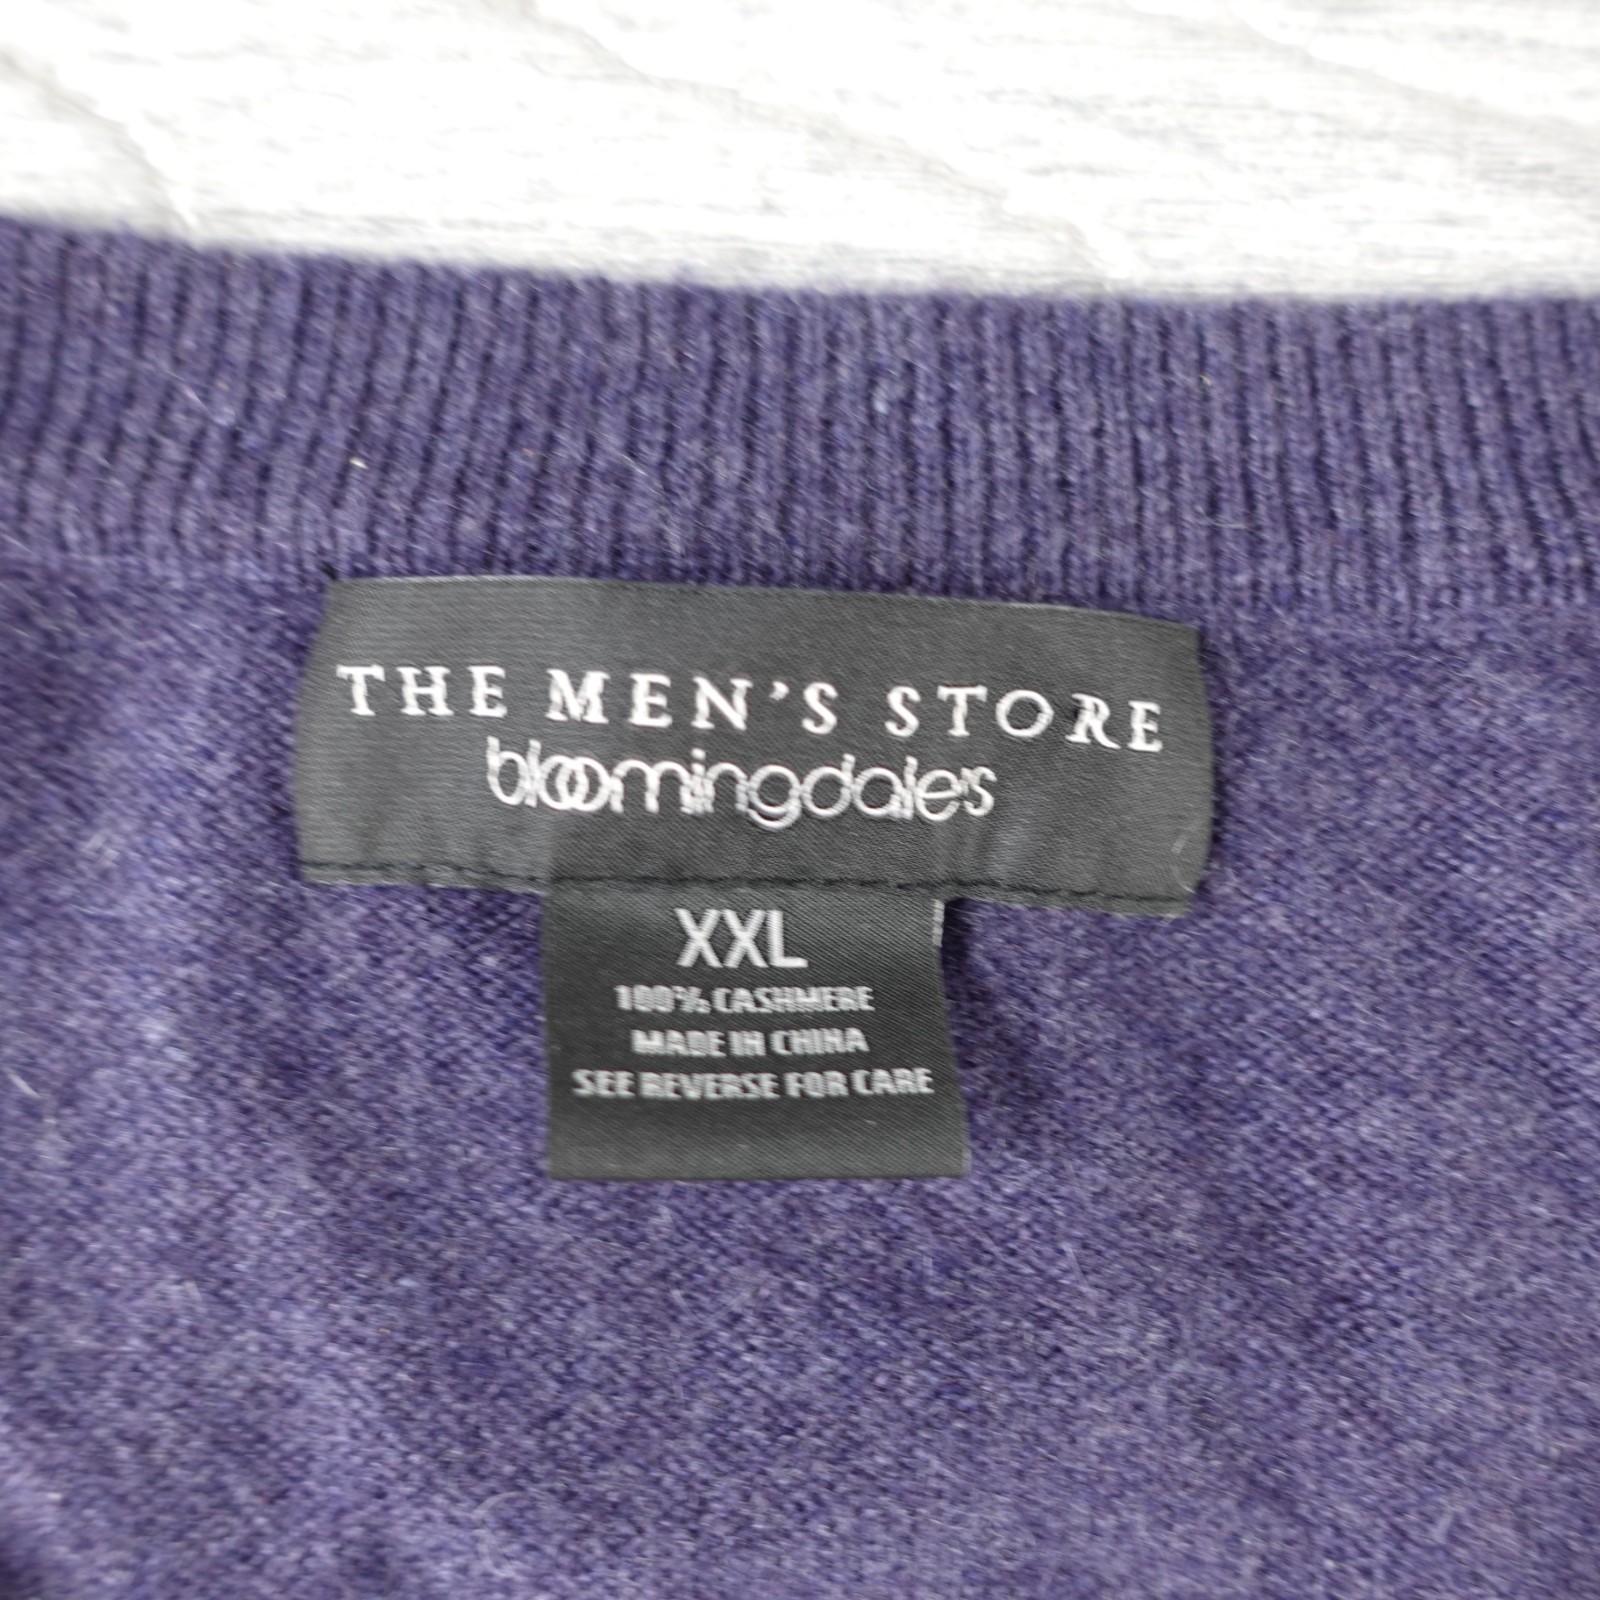 THE MEN'S STORE
bloomingdale's
XXL
100% CASHMERE
MADE IN CHINA
SEE REVERSE FOR CARE